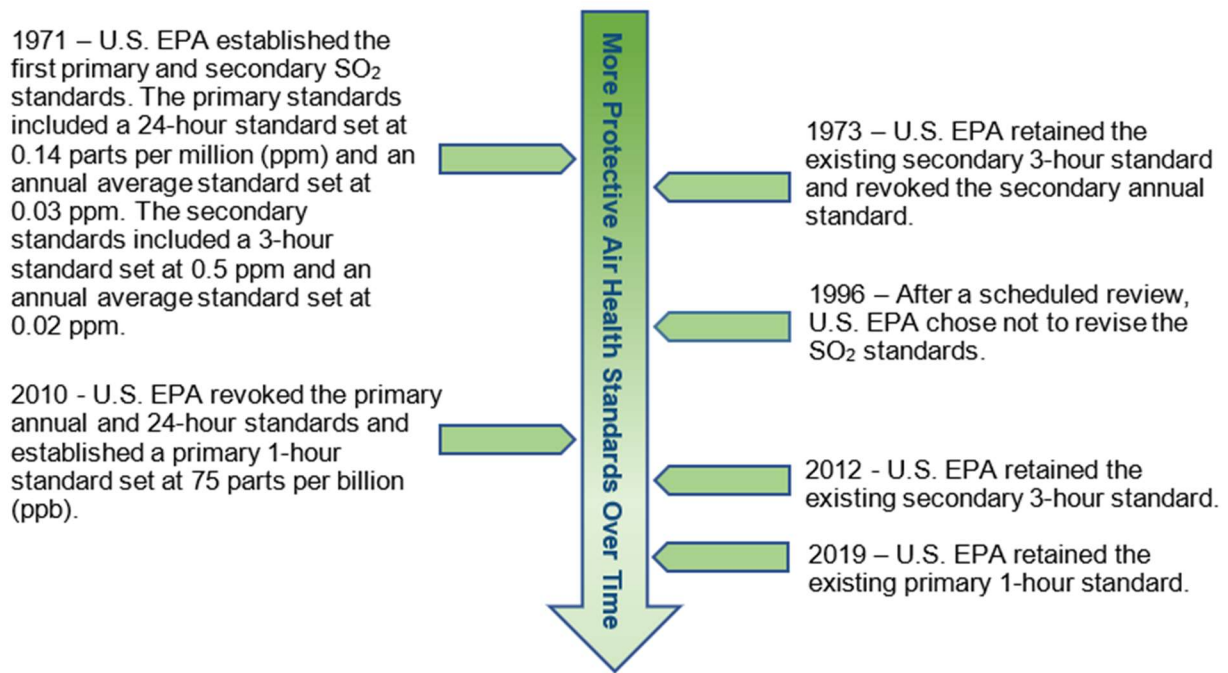 1971 – U.S. EPA established the
first primary and secondary SO₂
standards. The primary standards
included a 24-hour standard set at
0.14 parts per million (ppm) and an
annual average standard set at
0.03 ppm. The secondary
standards included a 3-hour
standard set at 0.5 ppm and an
annual average standard set at
0.02 ppm.
More Protective Air Health Standards Over Time
1973 – U.S. EPA retained the
existing secondary 3-hour standard
and revoked the secondary annual
standard.
1996 – After a scheduled review,
U.S. EPA chose not to revise the
SO₂ standards.
2010 - U.S. EPA revoked the primary
annual and 24-hour standards and
established a primary 1-hour
standard set at 75 parts per billion
(ppb).
2012 - U.S. EPA retained the
existing secondary 3-hour standard.
2019 – U.S. EPA retained the
existing primary 1-hour standard.